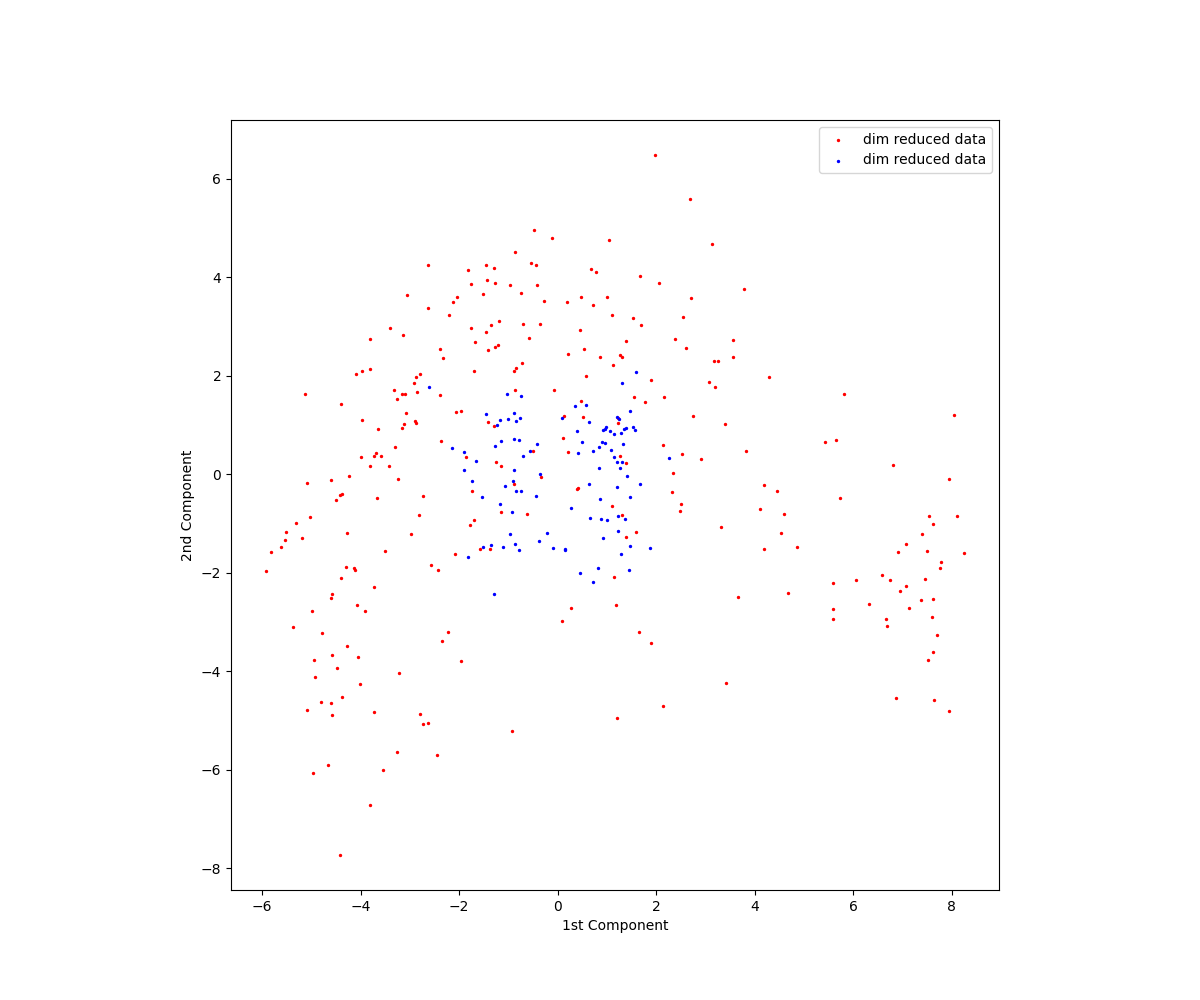 dim reduced data
dim reduced data
6
4
2
0
−2
−4
−6
−8
2nd Component
−6 −4 −2 0 2 4 6 8
1st Component